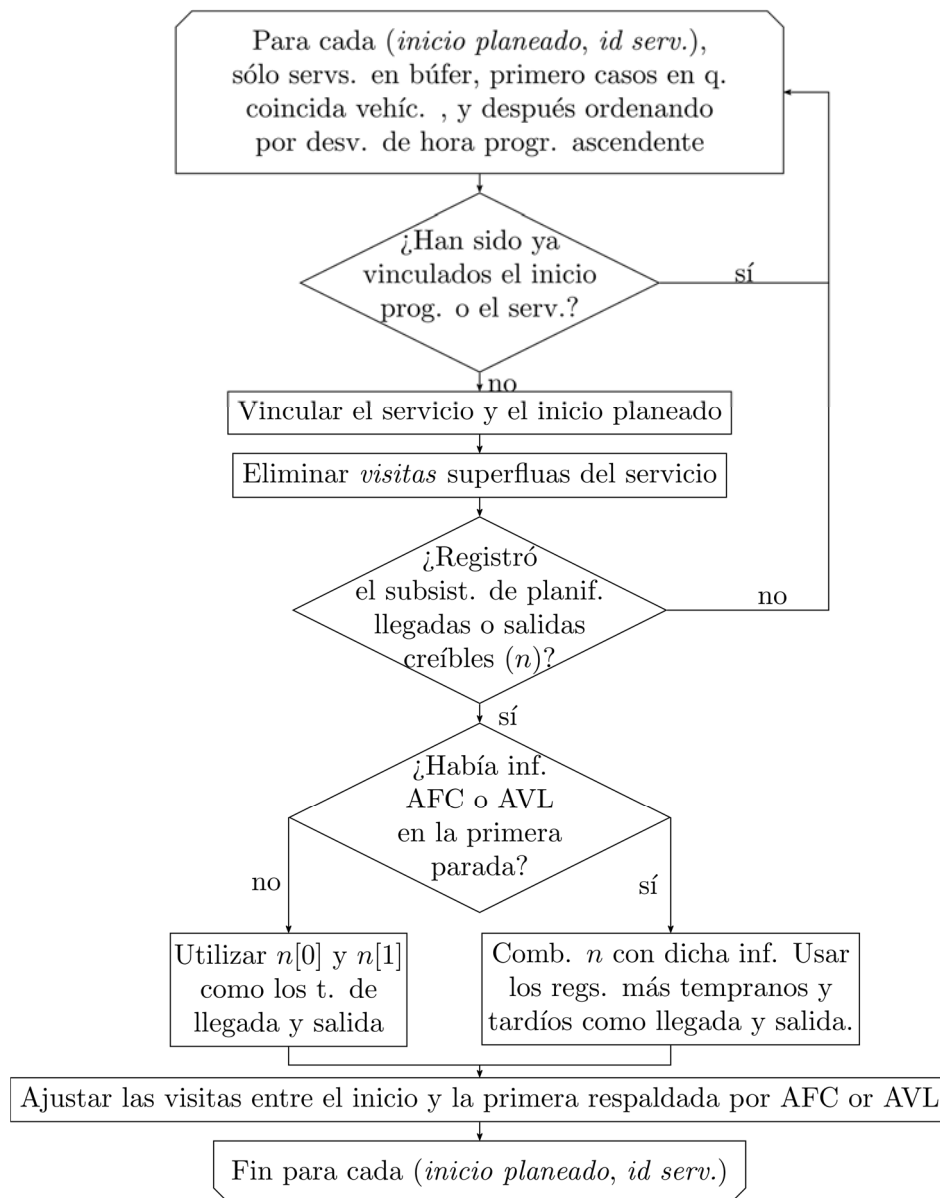 Para cada (inicio planeado, id serv.),
sólo servs. en búfer, primero casos en q.
coincida vehíc. , y después ordenando
por desv. de hora progr. ascendente
¿Han sido ya
vinculados el inicio
prog. o el serv.?
sí
no
Vincular el servicio y el inicio planeado
Eliminar visitas superfluas del servicio
¿Registró
el subsist. de planif.
llegadas o salidas
creíbles (n)?
no
sí
¿Había inf.
AFC o AVL
en la primera
parada?
no
sí
Utilizar n[0] y n[1]
como los t. de
llegada y salida
Comb. n con dicha inf. Usar
los regs. más tempranos y
tardíos como llegada y salida.
Ajustar las visitas entre el inicio y la primera respaldada por AFC or AVL
Fin para cada (inicio planeado, id serv.)